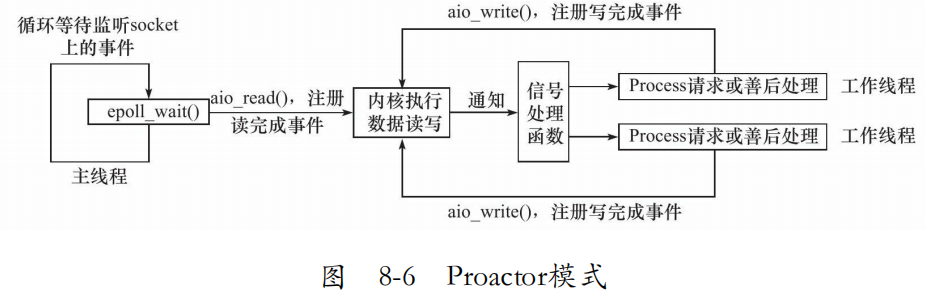 aio_write()，注册写完成事件
循环等待监听socket
上的事件
epoll_wait()
主线程
aio_read()，注册
读完成事件
内核执行
数据读写
通知
信号
处理
函数
Process请求或善后处理
工作线程
Process请求或善后处理
工作线程
aio_write()，注册写完成事件
图 8-6 Proactor模式